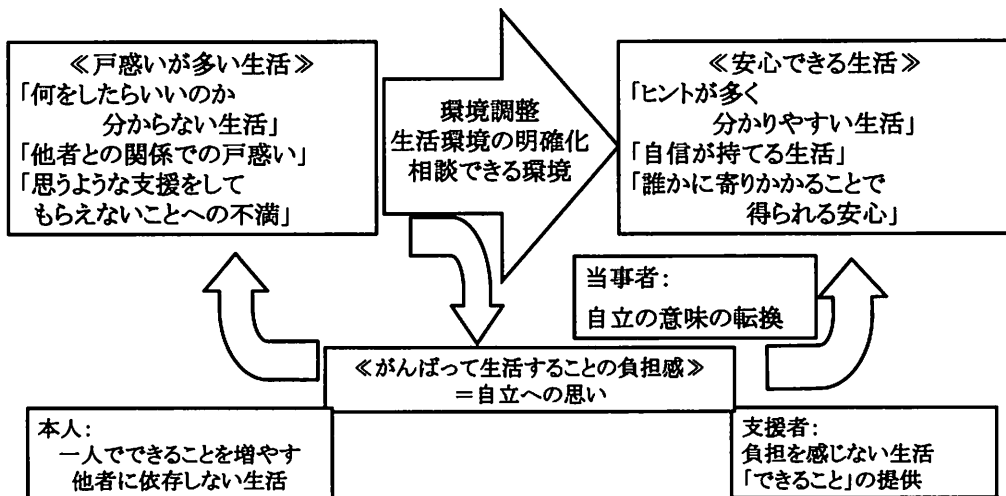 ≪戸惑いが多い生活≫
「何をしたらいいのか
分からない生活」
「他者との関係での戸惑い」
「思うような支援をして
もらえないことへの不満」
環境調整
生活環境の明確化
相談できる環境
≪安心できる生活≫
「ヒントが多く
分かりやすい生活」
「自信が持てる生活」
「誰かに寄りかかることで
得られる安心」
当事者：
自立の意味の転換
≪がんばって生活することの負担感≫
＝自立への思い
本人：
一人でできることを増やす
他者に依存しない生活
支援者：
負担を感じない生活
「できること」の提供